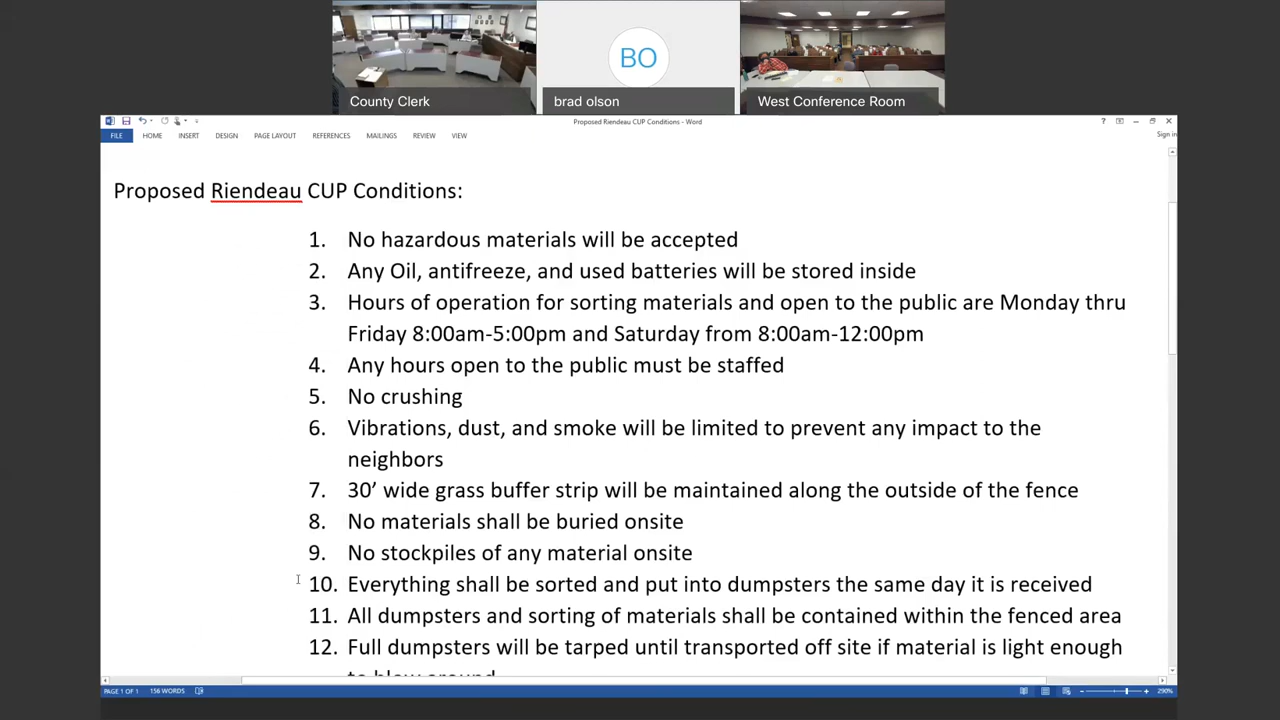 BO
County Clerk
brad olson
West Conference Room
Proposed Riendeau CUP Conditions - Word
Sign in
FILE HOME INSERT DESIGN PAGE LAYOUT REFERENCES MAILINGS REVIEW VIEW
Proposed Riendeau CUP Conditions:
1. No hazardous materials will be accepted
2. Any Oil, antifreeze, and used batteries will be stored inside
3. Hours of operation for sorting materials and open to the public are Monday thru
Friday 8:00am-5:00pm and Saturday from 8:00am-12:00pm
4. Any hours open to the public must be staffed
5. No crushing
6. Vibrations, dust, and smoke will be limited to prevent any impact to the
neighbors
7. 30’ wide grass buffer strip will be maintained along the outside of the fence
8. No materials shall be buried onsite
9. No stockpiles of any material onsite
10. Everything shall be sorted and put into dumpsters the same day it is received
11. All dumpsters and sorting of materials shall be contained within the fenced area
12. Full dumpsters will be tarped until transported off site if material is light enough
to blow around
PAGE 1 OF 1 156 WORDS 290%